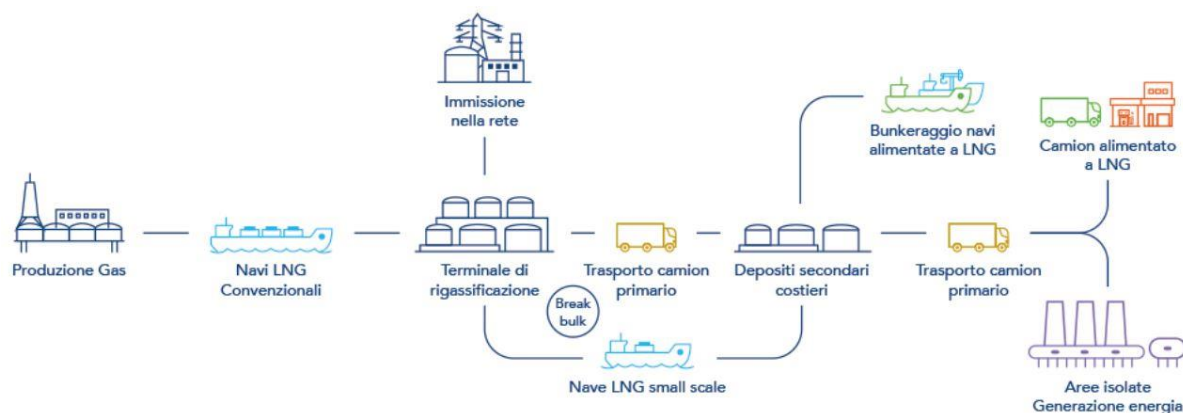 Immissione
nella rete
Bunkeraggio navi
alimentate a LNG
Camion alimentato
a LNG
Produzione Gas
Navi LNG
Convenzionali
Terminale di
rigassificazione
Trasporto camion
primario
Depositi secondari
costieri
Trasporto camion
primario
Break
bulk
Nave LNG small scale
Aree isolate
Generazione energia